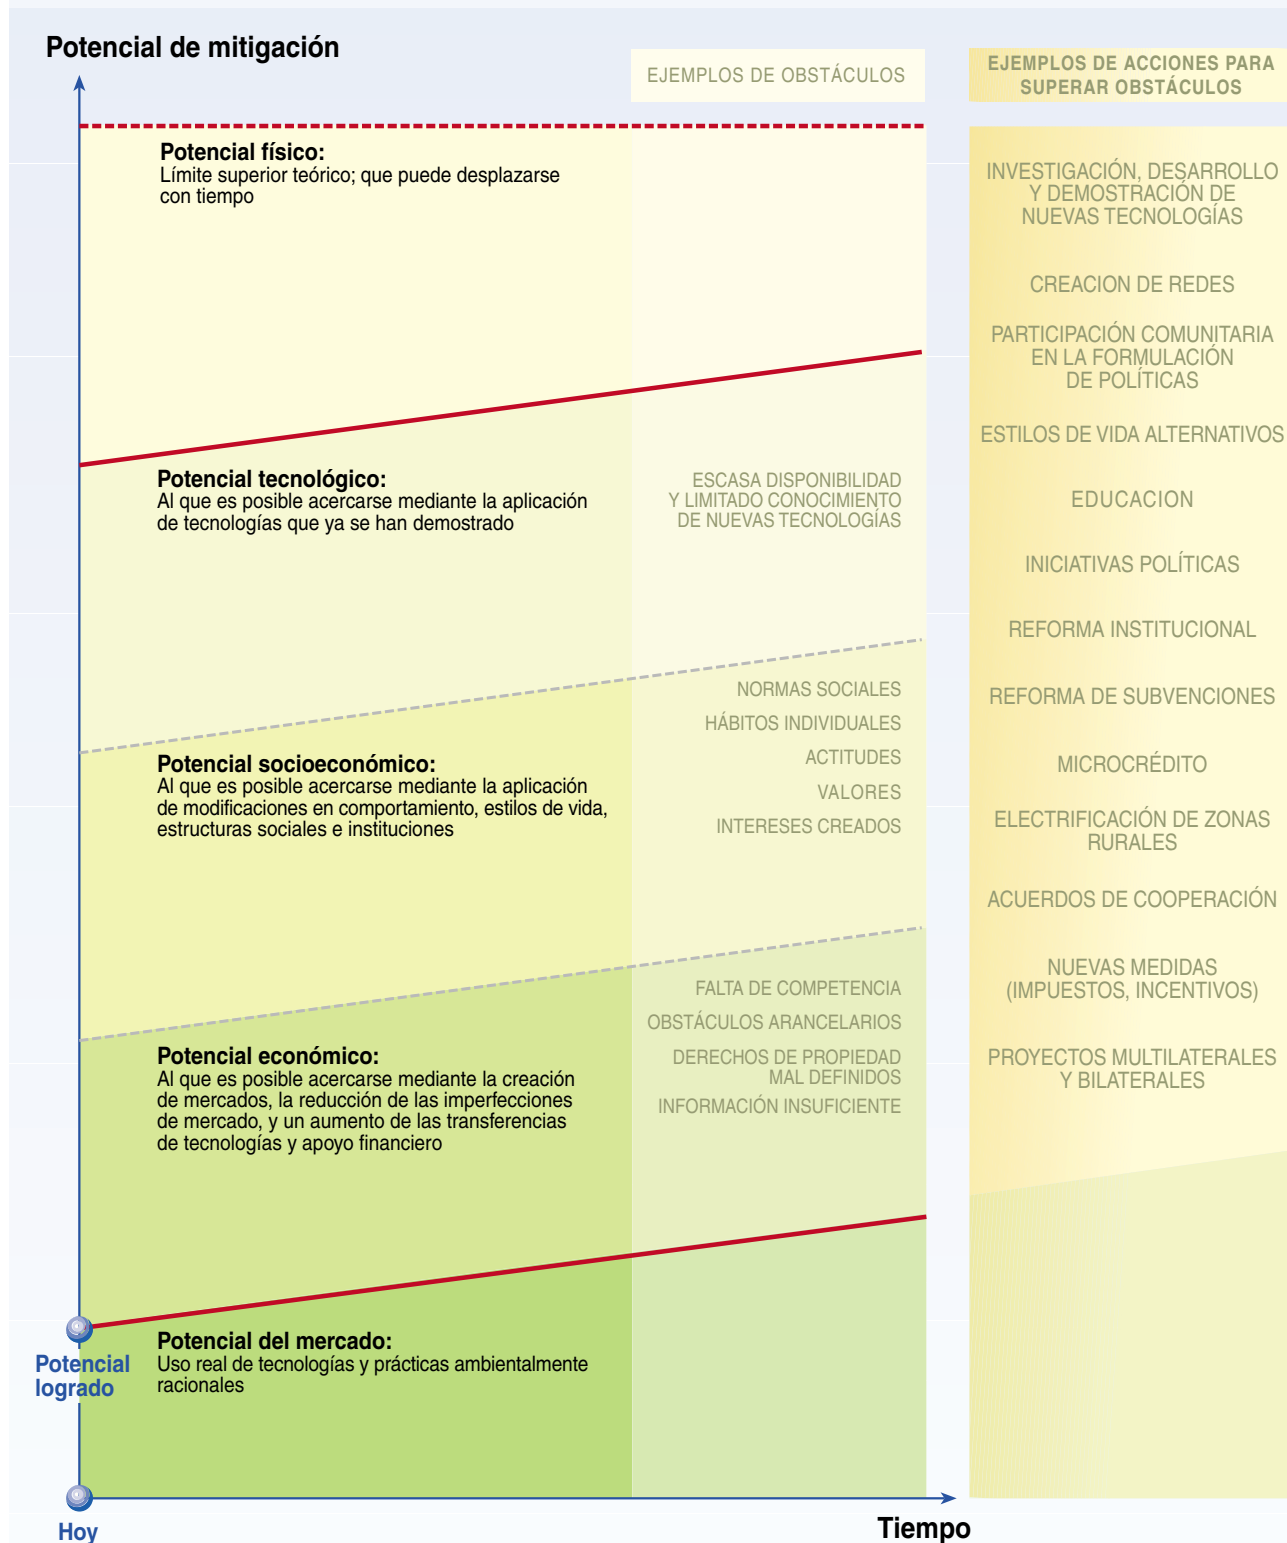 Potencial de mitigación
EJEMPLOS DE OBSTÁCULOS
EJEMPLOS DE ACCIONES PARA
SUPERAR OBSTÁCULOS
Potencial físico:
Límite superior teórico; que puede desplazarse
con tiempo
Potencial tecnológico:
Al que es posible acercarse mediante la aplicación
de tecnologías que ya se han demostrado
ESCASA DISPONIBILIDAD
Y LIMITADO CONOCIMIENTO
DE NUEVAS TECNOLOGÍAS
Potencial socioeconómico:
Al que es posible acercarse mediante la aplicación
de modificaciones en comportamiento, estilos de vida,
estructuras sociales e instituciones
NORMAS SOCIALES
HÁBITOS INDIVIDUALES
ACTITUDES
VALORES
INTERESES CREADOS
Potencial económico:
Al que es posible acercarse mediante la creación
de mercados, la reducción de las imperfecciones
de mercado, y un aumento de las transferencias
de tecnologías y apoyo financiero
FALTA DE COMPETENCIA
OBSTÁCULOS ARANCELARIOS
DERECHOS DE PROPIEDAD
MAL DEFINIDOS
INFORMACIÓN INSUFICIENTE
Potencial del mercado:
Uso real de tecnologías y prácticas ambientalmente
racionales
Potencial
logrado
Hoy
Tiempo
INVESTIGACIÓN, DESARROLLO
Y DEMOSTRACIÓN DE
NUEVAS TECNOLOGÍAS
CREACION DE REDES
PARTICIPACIÓN COMUNITARIA
EN LA FORMULACIÓN
DE POLÍTICAS
ESTILOS DE VIDA ALTERNATIVOS
EDUCACION
INICIATIVAS POLÍTICAS
REFORMA INSTITUCIONAL
REFORMA DE SUBVENCIONES
MICROCRÉDITO
ELECTRIFICACIÓN DE ZONAS
RURALES
ACUERDOS DE COOPERACIÓN
NUEVAS MEDIDAS
(IMPUESTOS, INCENTIVOS)
PROYECTOS MULTILATERALES
Y BILATERALES